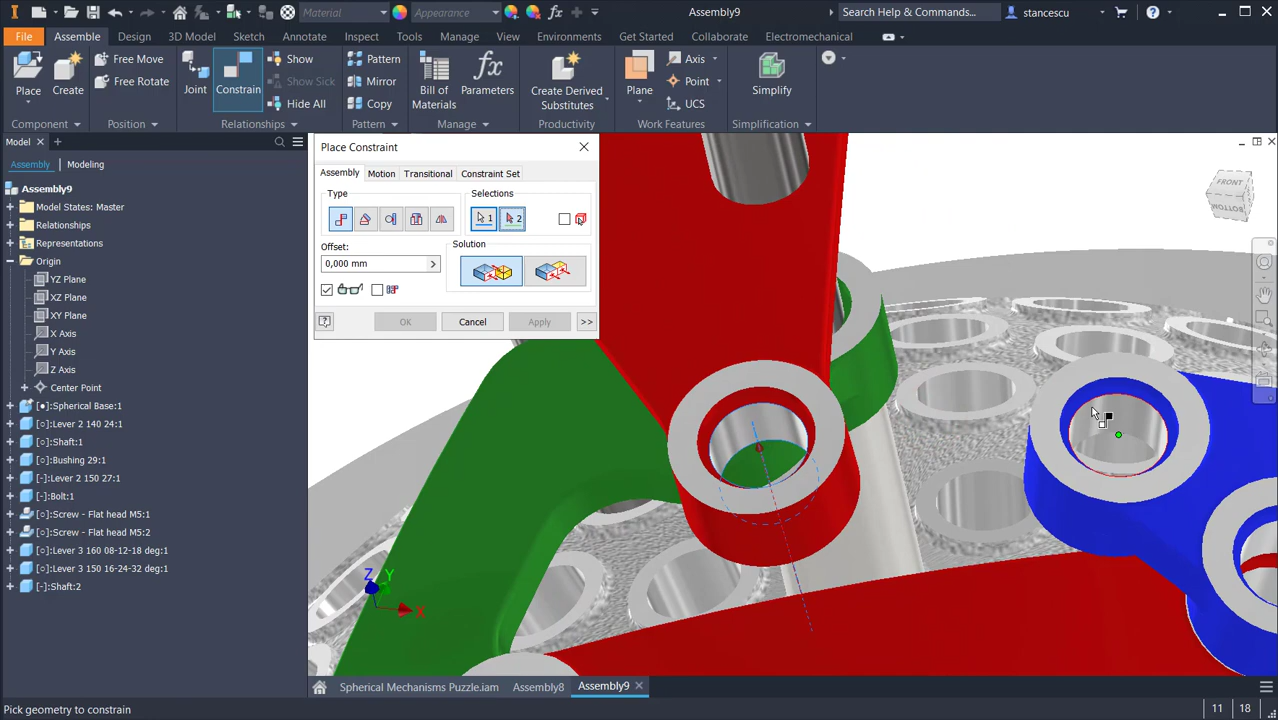 Material
Appearance
Assembly9
Search Help & Commands...
stancescu
File
Assemble
Design
3D Model
Sketch
Annotate
Inspect
Tools
Manage
View
Environments
Get Started
Collaborate
Electromechanical
Place
Create
Free Move
Free Rotate
Component
Position
Joint
Constrain
Show
Show Sick
Hide All
Relationships
Pattern
Mirror
Copy
Pattern
Bill of
Materials
Parameters
Manage
Create Derived
Substitutes
Productivity
Plane
Axis
Point
UCS
Work Features
Simplify
Simplification
Model
Assembly
Modeling
Assembly9
Model States: Master
Relationships
Representations
Origin
YZ Plane
XZ Plane
XY Plane
X Axis
Y Axis
Z Axis
Center Point
[●]Spherical Base:1
[○]Lever 2 140 24:1
[○]Shaft:1
[○]Bushing 29:1
[-]Lever 2 150 27:1
[-]Bolt:1
[○]Screw - Flat head M5:1
[○]Screw - Flat head M5:2
[○]Lever 3 160 08-12-18 deg:1
[○]Lever 3 150 16-24-32 deg:1
[-]Shaft:2
Place Constraint
Assembly
Motion
Transitional
Constraint Set
Type
Selections
1
2
Offset:
0,000 mm
Solution
OK
Cancel
Apply
>>
FRONT
BOTTOM
Z
Y
X
Spherical Mechanisms Puzzle.iam
Assembly8
Assembly9
Pick geometry to constrain
11
18